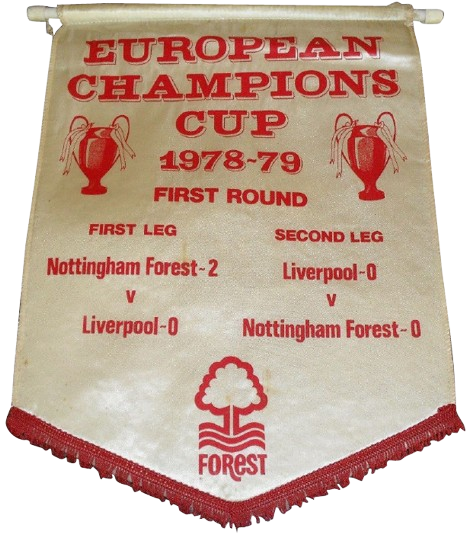 EUROPEAN
CHAMPIONS
CUP
1978-79
FIRST ROUND
FIRST LEG
Nottingham Forest-2
v
Liverpool-0
SECOND LEG
Liverpool-0
v
Nottingham Forest-0
FOReST